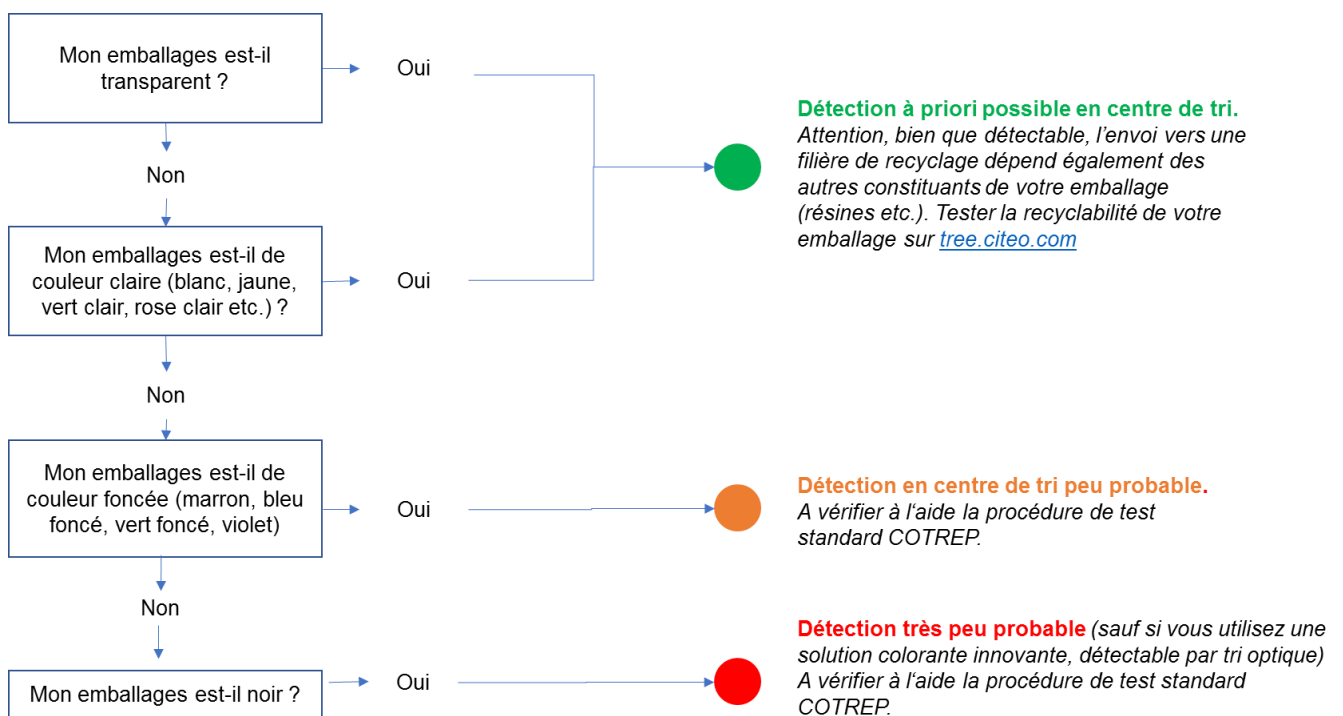 Mon emballages est-il
transparent ?
Oui
Détection à priori possible en centre de tri.
Attention, bien que détectable, l'envoi vers une
filière de recyclage dépend également des
autres constituants de votre emballage
(résines etc.). Tester la recyclabilité de votre
emballage sur tree.citeo.com
Non
Mon emballages est-il de
couleur claire (blanc, jaune,
vert clair, rose clair etc.) ?
Oui
Non
Mon emballages est-il de
couleur foncée (marron, bleu
foncé, vert foncé, violet)
Oui
Détection en centre de tri peu probable.
A vérifier à l'aide la procédure de test
standard COTREP.
Non
Mon emballages est-il noir ?
Oui
Détection très peu probable (sauf si vous utilisez une
solution colorante innovante, détectable par tri optique)
A vérifier à l'aide la procédure de test standard
COTREP.